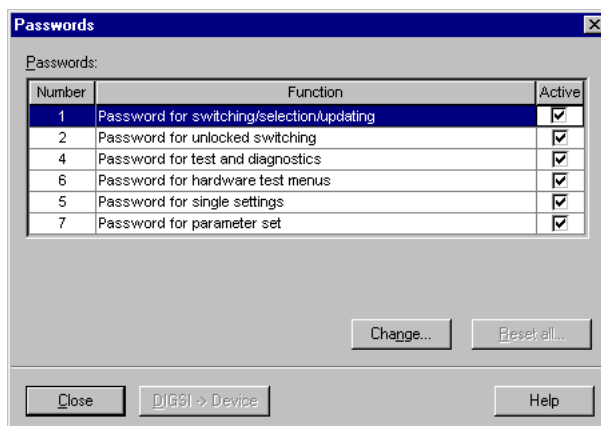 Passwords
Passwords:
Number Function Active
1 Password for switching/selection/updating
2 Password for unlocked switching
4 Password for test and diagnostics
6 Password for hardware test menus
5 Password for single settings
7 Password for parameter set
Change... Reset all...
Close DIGSI -> Device Help